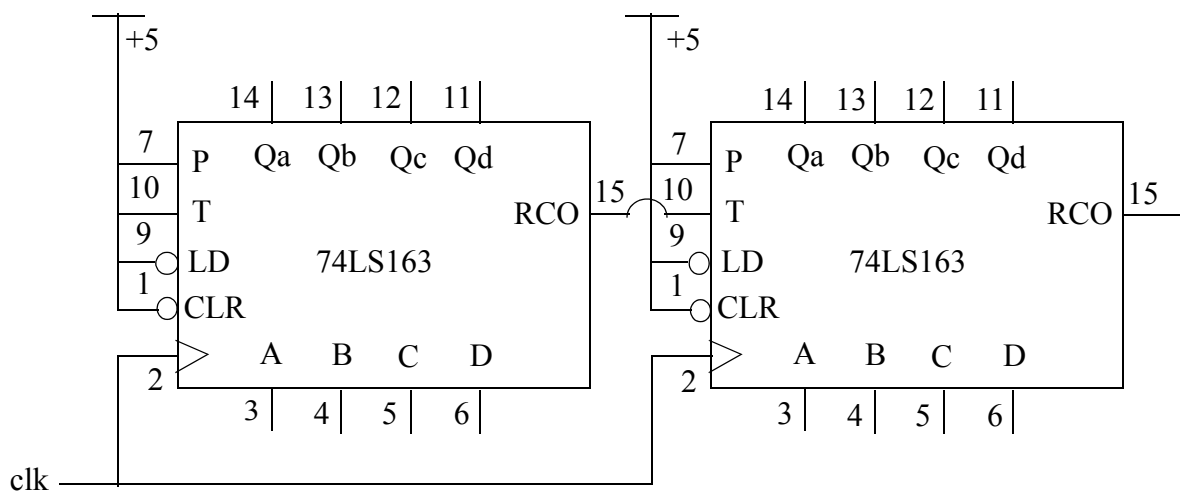 +5 +5
14 13 12 11 14 13 12 11
7 P Qa Qb Qc Qd 7 P Qa Qb Qc Qd
10 T RCO 15 10 T RCO 15
9 LD 74LS163 9 LD 74LS163
1 CLR 1 CLR
2 A B C D 2 A B C D
3 4 5 6 3 4 5 6
clk